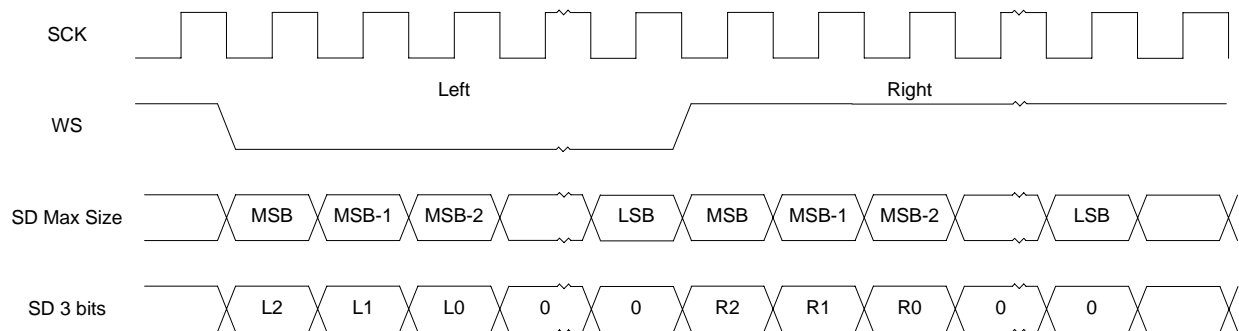 SCK
Left Right
WS
SD Max Size MSB MSB-1 MSB-2 LSB MSB MSB-1 MSB-2 LSB
SD 3 bits L2 L1 L0 0 0 R2 R1 R0 0 0